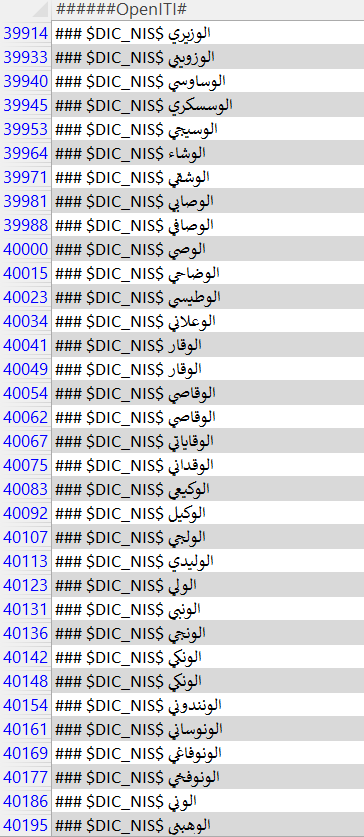 ######OpenITI#
39914 ### $DIC_NIS$ الوزيري
39933 ### $DIC_NIS$ الوزويني
39940 ### $DIC_NIS$ الوساوسي
39945 ### $DIC_NIS$ الوسسكري
39953 ### $DIC_NIS$ الوسيجي
39964 ### $DIC_NIS$ الوشاء
39971 ### $DIC_NIS$ الوشقي
39981 ### $DIC_NIS$ الوصابي
39988 ### $DIC_NIS$ الوصافي
40000 ### $DIC_NIS$ الوصي
40015 ### $DIC_NIS$ الوضاحي
40023 ### $DIC_NIS$ الوطيسي
40034 ### $DIC_NIS$ الوعلاني
40041 ### $DIC_NIS$ الوقار
40049 ### $DIC_NIS$ الوقار
40054 ### $DIC_NIS$ الوقاصي
40062 ### $DIC_NIS$ الوقاصي
40067 ### $DIC_NIS$ الوقاياتي
40075 ### $DIC_NIS$ الوقداني
40083 ### $DIC_NIS$ الوكيعي
40092 ### $DIC_NIS$ الوكيل
40107 ### $DIC_NIS$ الولجي
40113 ### $DIC_NIS$ الوليدي
40123 ### $DIC_NIS$ الولي
40131 ### $DIC_NIS$ الونبي
40136 ### $DIC_NIS$ الونجي
40142 ### $DIC_NIS$ الونكي
40148 ### $DIC_NIS$ الونكي
40154 ### $DIC_NIS$ الونندوني
40161 ### $DIC_NIS$ الونوساني
40169 ### $DIC_NIS$ الونوفاغي
40177 ### $DIC_NIS$ الونوفخي
40186 ### $DIC_NIS$ الوني
40195 ### $DIC_NIS$ الوهبني